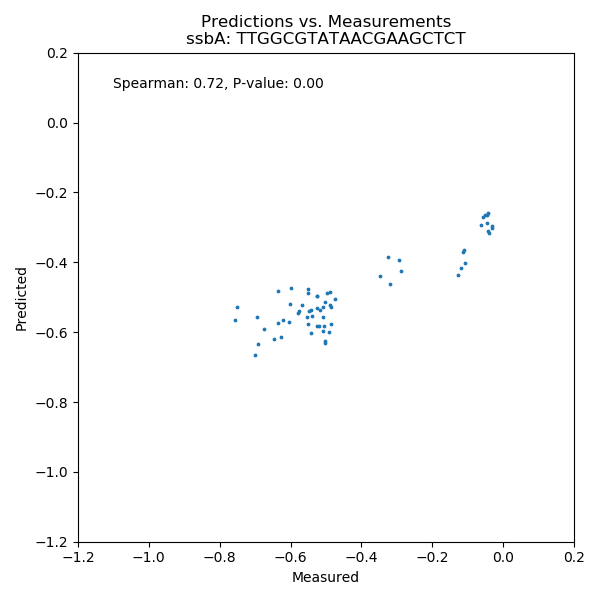 Predictions vs. Measurements
ssbA: TTGGCGTATAACGAAGCTCT
Spearman: 0.72, P-value: 0.00
0.2
0.0
−0.2
−0.4
−0.6
−0.8
−1.0
−1.2
Predicted
−1.2 −1.0 −0.8 −0.6 −0.4 −0.2 0.0 0.2
Measured